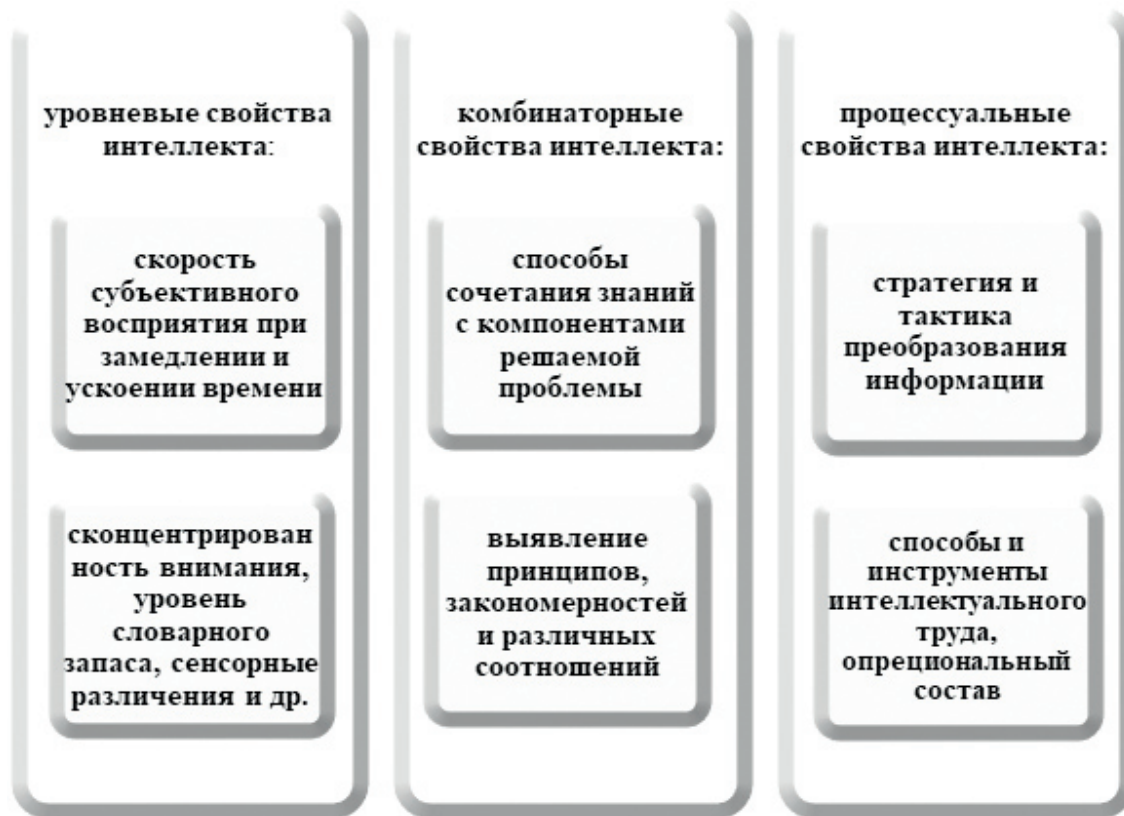 уровневые свойства
интеллекта:
скорость
субъективного
восприятия при
замедлении и
ускоении времени
сконцентрирован
ность внимания,
уровень
словарного
запаса, сенсорные
различения и др.
комбинаторные
свойства интеллекта:
способы
сочетания знаний
с компонентами
решаемой
проблемы
выявление
принципов,
закономерностей
и различных
соотношений
процессуальные
свойства интеллекта:
стратегия и
тактика
преобразования
информации
способы и
инструменты
интеллектуального
труда,
опрециональный
состав